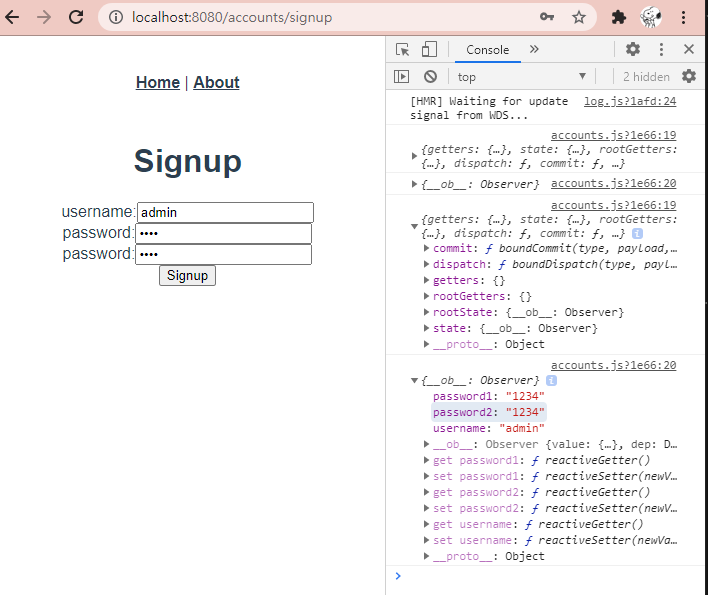 localhost:8080/accounts/signup
Home | About
Signup
username: admin
password: ••••
password: ••••
Signup
Console
top
2 hidden
[HMR] Waiting for update log.js?1afd:24
signal from WDS...
accounts.js?1e66:19
{getters: {…}, state: {…}, rootGetters:
{…}, dispatch: ƒ, commit: ƒ, …}
{__ob__: Observer} accounts.js?1e66:20
accounts.js?1e66:19
{getters: {…}, state: {…}, rootGetters:
{…}, dispatch: ƒ, commit: ƒ, …} i
commit: ƒ boundCommit(type, payload,…
dispatch: ƒ boundDispatch(type, payl…
getters: {}
rootGetters: {}
rootState: {__ob__: Observer}
state: {__ob__: Observer}
__proto__: Object
accounts.js?1e66:20
{__ob__: Observer} i
password1: "1234"
password2: "1234"
username: "admin"
__ob__: Observer {value: {…}, dep: D…
get password1: ƒ reactiveGetter()
set password1: ƒ reactiveSetter(newV…
get password2: ƒ reactiveGetter()
set password2: ƒ reactiveSetter(newV…
get username: ƒ reactiveGetter()
set username: ƒ reactiveSetter(newVa…
__proto__: Object